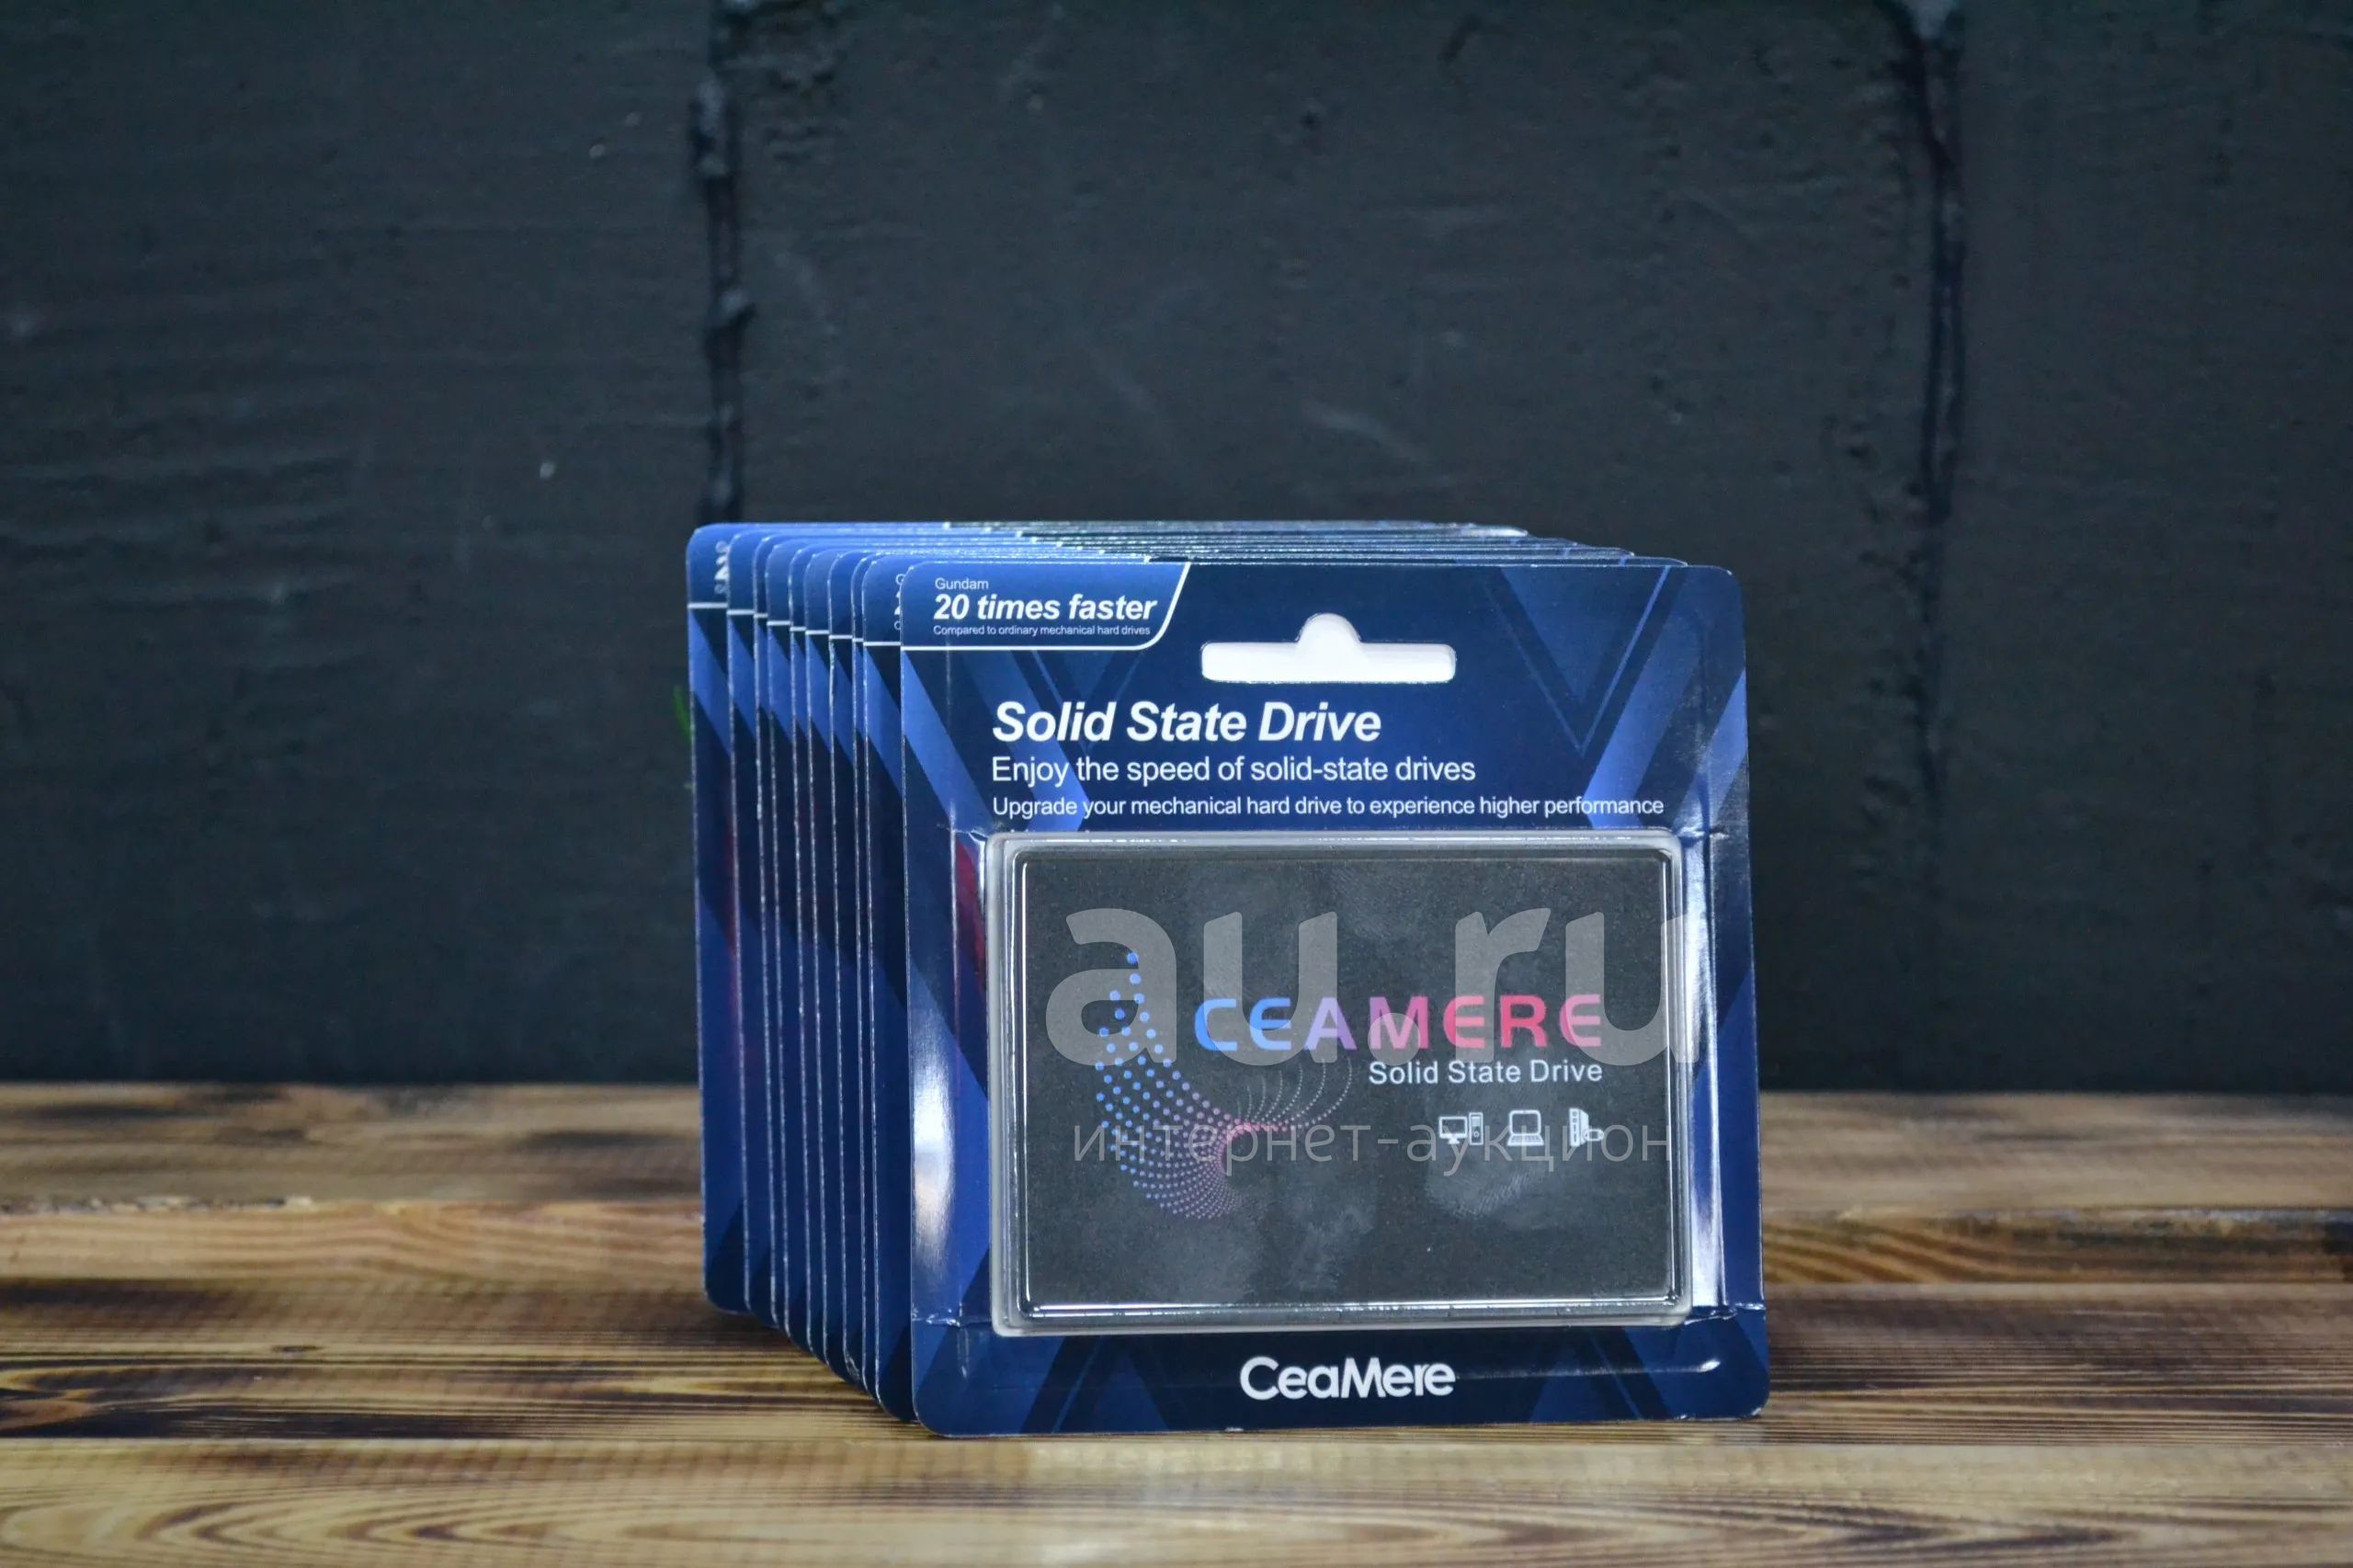 Gundam
20 times faster
Compared to ordinary mechanical hard drives
Solid State Drive
Enjoy the speed of solid-state drives
Upgrade your mechanical hard drive to experience higher performance
au.ru
CEAMERE
Solid State Drive
интернет-аукцион
CeaMere